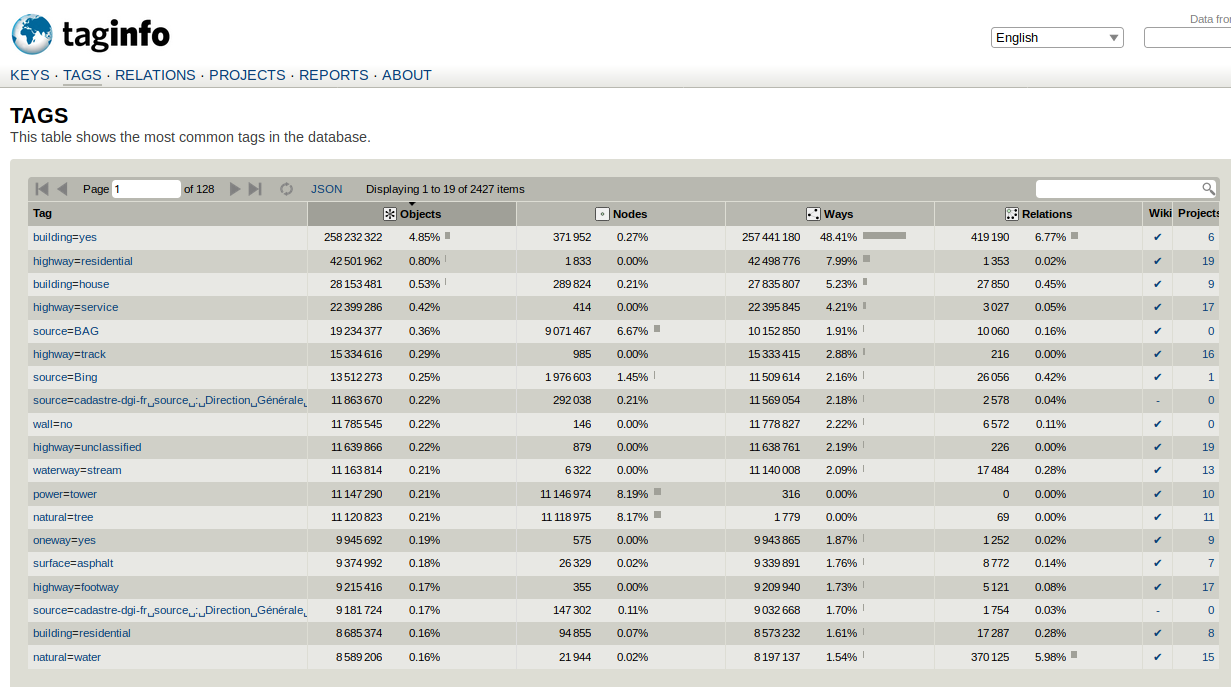 taginfo
Data from
English
KEYS · TAGS · RELATIONS · PROJECTS · REPORTS · ABOUT
TAGS
This table shows the most common tags in the database.
Page 1 of 128 JSON Displaying 1 to 19 of 2427 items
Tag Objects Nodes Ways Relations Wiki Projects
building=yes 258 232 322 4.85% 371 952 0.27% 257 441 180 48.41% 419 190 6.77% ✔ 6
highway=residential 42 501 962 0.80% 1 833 0.00% 42 498 776 7.99% 1 353 0.02% ✔ 19
building=house 28 153 481 0.53% 289 824 0.21% 27 835 807 5.23% 27 850 0.45% ✔ 9
highway=service 22 399 286 0.42% 414 0.00% 22 395 845 4.21% 3 027 0.05% ✔ 17
source=BAG 19 234 377 0.36% 9 071 467 6.67% 10 152 850 1.91% 10 060 0.16% ✔ 0
highway=track 15 334 616 0.29% 985 0.00% 15 333 415 2.88% 216 0.00% ✔ 16
source=Bing 13 512 273 0.25% 1 976 603 1.45% 11 509 614 2.16% 26 056 0.42% ✔ 1
source=cadastre-dgi-fr␣source␣:␣Direction␣Générale␣ 11 863 670 0.22% 292 038 0.21% 11 569 054 2.18% 2 578 0.04% - 0
wall=no 11 785 545 0.22% 146 0.00% 11 778 827 2.22% 6 572 0.11% ✔ 0
highway=unclassified 11 639 866 0.22% 879 0.00% 11 638 761 2.19% 226 0.00% ✔ 19
waterway=stream 11 163 814 0.21% 6 322 0.00% 11 140 008 2.09% 17 484 0.28% ✔ 13
power=tower 11 147 290 0.21% 11 146 974 8.19% 316 0.00% 0 0.00% ✔ 10
natural=tree 11 120 823 0.21% 11 118 975 8.17% 1 779 0.00% 69 0.00% ✔ 11
oneway=yes 9 945 692 0.19% 575 0.00% 9 943 865 1.87% 1 252 0.02% ✔ 9
surface=asphalt 9 374 992 0.18% 26 329 0.02% 9 339 891 1.76% 8 772 0.14% ✔ 7
highway=footway 9 215 416 0.17% 355 0.00% 9 209 940 1.73% 5 121 0.08% ✔ 17
source=cadastre-dgi-fr␣source␣:␣Direction␣Générale␣ 9 181 724 0.17% 147 302 0.11% 9 032 668 1.70% 1 754 0.03% - 0
building=residential 8 685 374 0.16% 94 855 0.07% 8 573 232 1.61% 17 287 0.28% ✔ 8
natural=water 8 589 206 0.16% 21 944 0.02% 8 197 137 1.54% 370 125 5.98% ✔ 15